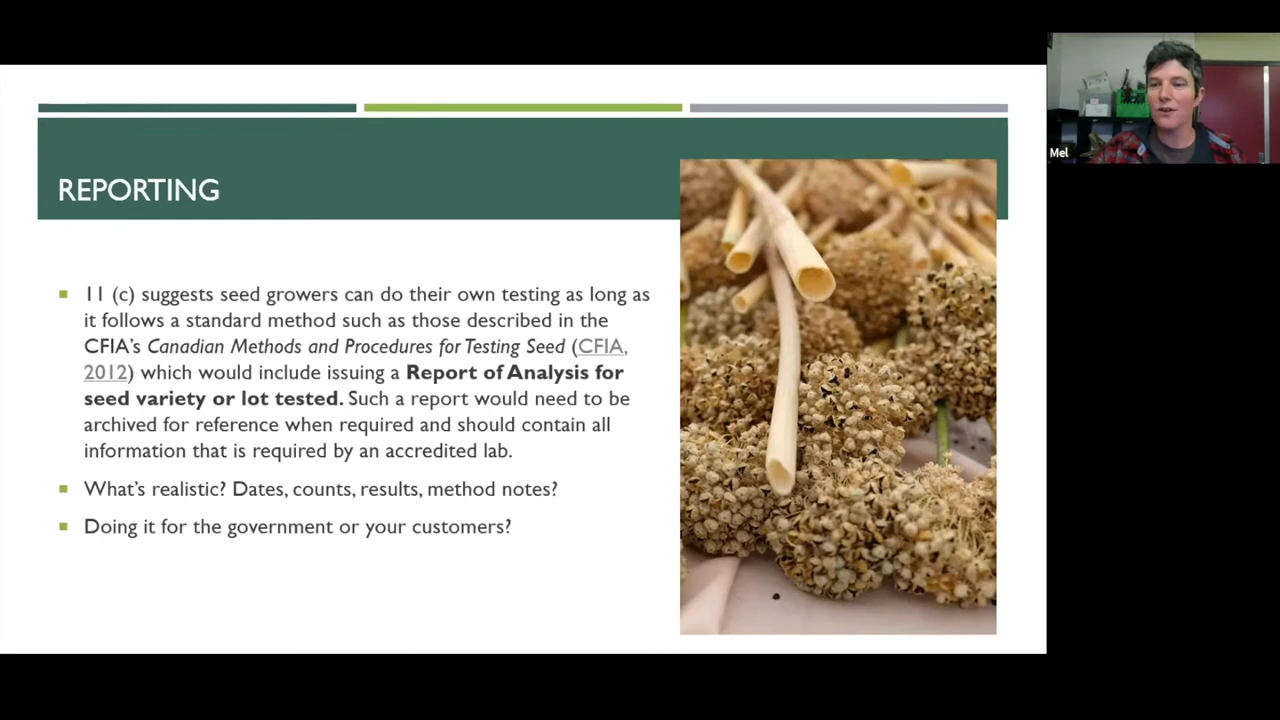 REPORTING
11 (c) suggests seed growers can do their own testing as long as
it follows a standard method such as those described in the
CFIA's Canadian Methods and Procedures for Testing Seed (CFIA,
2012) which would include issuing a Report of Analysis for
seed variety or lot tested. Such a report would need to be
archived for reference when required and should contain all
information that is required by an accredited lab.
What's realistic? Dates, counts, results, method notes?
Doing it for the government or your customers?
Mel